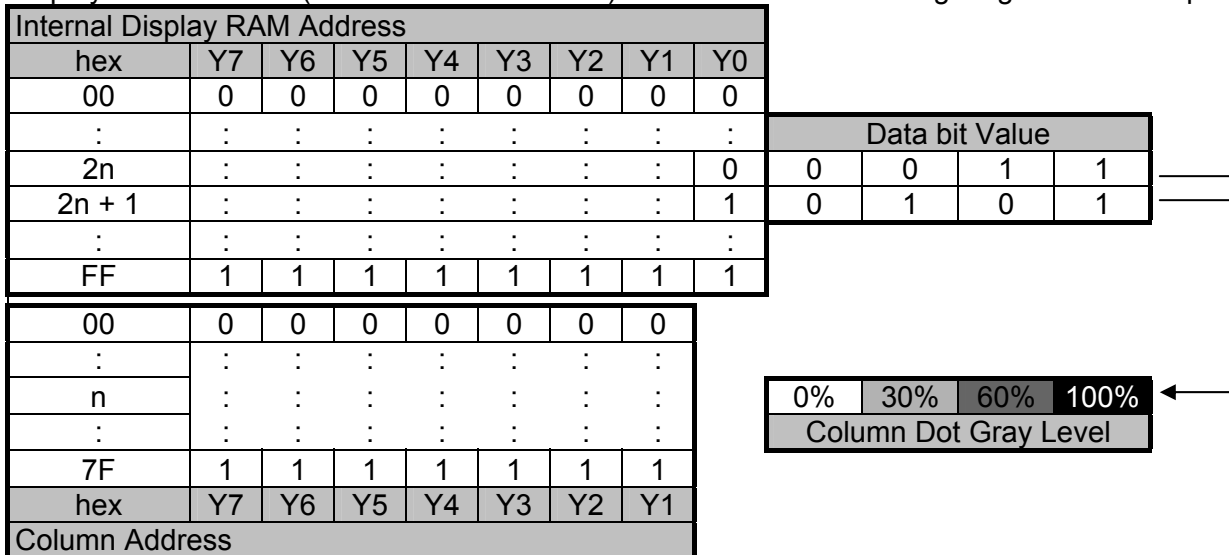 Internal Display RAM Address
hex Y7 Y6 Y5 Y4 Y3 Y2 Y1 Y0
00 0 0 0 0 0 0 0 0
: : : : : : : : : Data bit Value
2n : : : : : : : 0 0 0 1 1
2n + 1 : : : : : : : 1 0 1 0 1
: : : : : : : : :
FF 1 1 1 1 1 1 1 1
00 0 0 0 0 0 0 0
: : : : : : : :
n : : : : : : : 0% 30% 60% 100%
: : : : : : : : Column Dot Gray Level
7F 1 1 1 1 1 1 1
hex Y7 Y6 Y5 Y4 Y3 Y2 Y1
Column Address